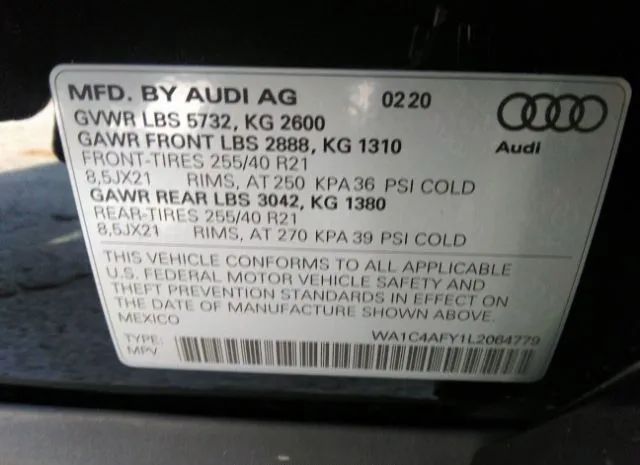 MFD. BY AUDI AG 02 20
GVWR LBS 5732, KG 2600
GAWR FRONT LBS 2888, KG 1310
FRONT-TIRES 255/40 R21
8,5JX21 RIMS, AT 250 KPA 36 PSI COLD
GAWR REAR LBS 3042, KG 1380
REAR-TIRES 255/40 R21
8,5JX21 RIMS, AT 270 KPA 39 PSI COLD
Audi
THIS VEHICLE CONFORMS TO ALL APPLICABLE
U.S. FEDERAL MOTOR VEHICLE SAFETY AND
THEFT PREVENTION STANDARDS IN EFFECT ON
THE DATE OF MANUFACTURE SHOWN ABOVE.
MEXICO
TYPE: WA1C4AFY1L2064779
MPV